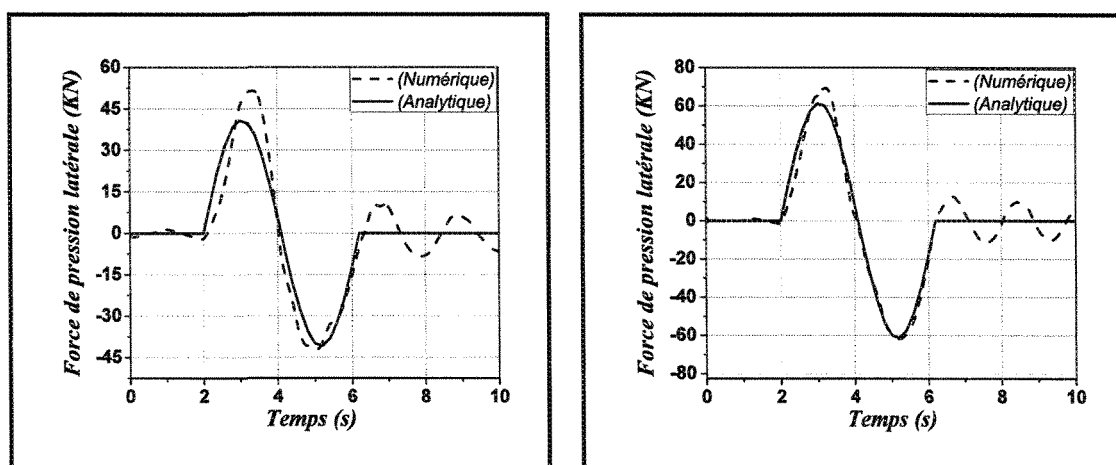 60
45
30
15
0
-15
-30
-45
0 2 4 6 8 10
Force de pression latérale (KN)
Temps (s)
(Numérique)
(Analytique)
80
60
40
20
0
-20
-40
-60
-80
0 2 4 6 8 10
Force de pression latérale (KN)
Temps (s)
(Numérique)
(Analytique)